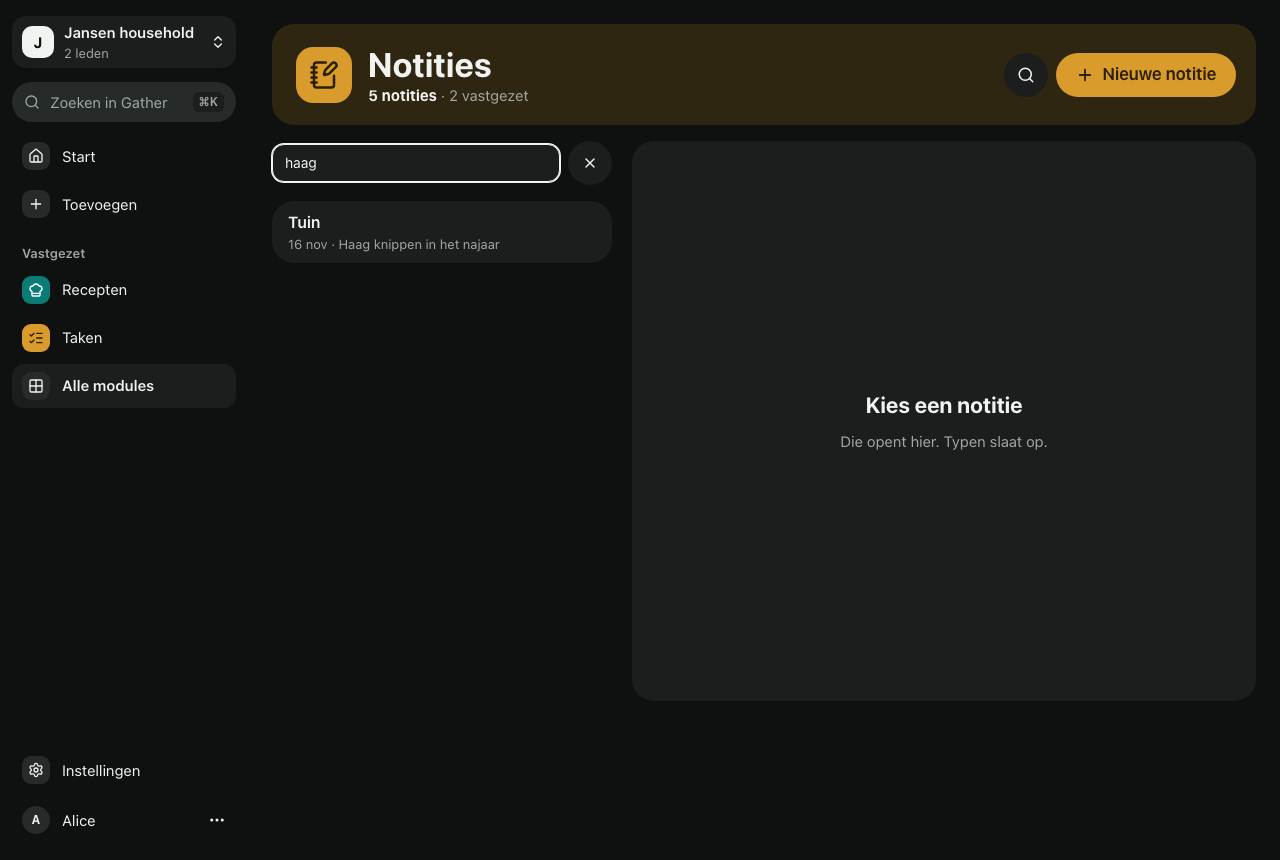 J
Jansen household
2 leden
Zoeken in Gather
⌘K
Start
Toevoegen
Vastgezet
Recepten
Taken
Alle modules
Instellingen
A
Alice
Notities
5 notities · 2 vastgezet
Nieuwe notitie
haag
Tuin
16 nov · Haag knippen in het najaar
Kies een notitie
Die opent hier. Typen slaat op.